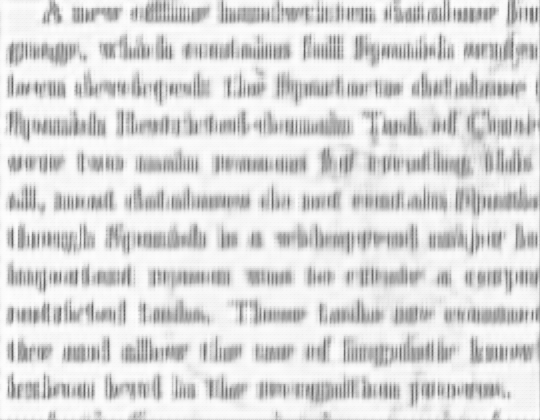 A new offline handwritten database for
guage, which contains full Spanish senten
been developed: the Spartacus database (
Spanish Restricted-domain Task of Cursi
were two main reasons for creating this
all, most databases do not contain Spanis
though Spanish is a widespread major la
important reason was to create a corpus
restricted tasks. These tasks are common
tice and allow the use of linguistic knowl
lexicon level in the recognition process.